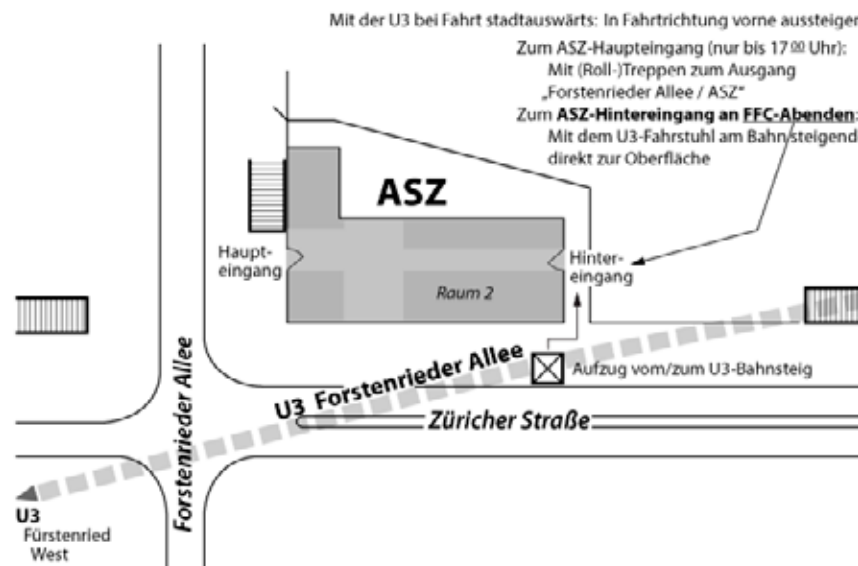 Mit der U3 bei Fahrt stadtauswärts: In Fahrtrichtung vorne aussteigen
Zum ASZ-Haupteingang (nur bis 17 00 Uhr):
Mit (Roll-)Treppen zum Ausgang
„Forstenrieder Allee / ASZ"
Zum ASZ-Hintereingang an FFC-Abenden:
Mit dem U3-Fahrstuhl am Bahnsteigend
direkt zur Oberfläche
ASZ
Haupt-
eingang
Hinter-
eingang
Raum 2
U3 Forstenrieder Allee
Aufzug vom/zum U3-Bahnsteig
Forstenrieder Allee
Züricher Straße
U3
Fürstenried
West